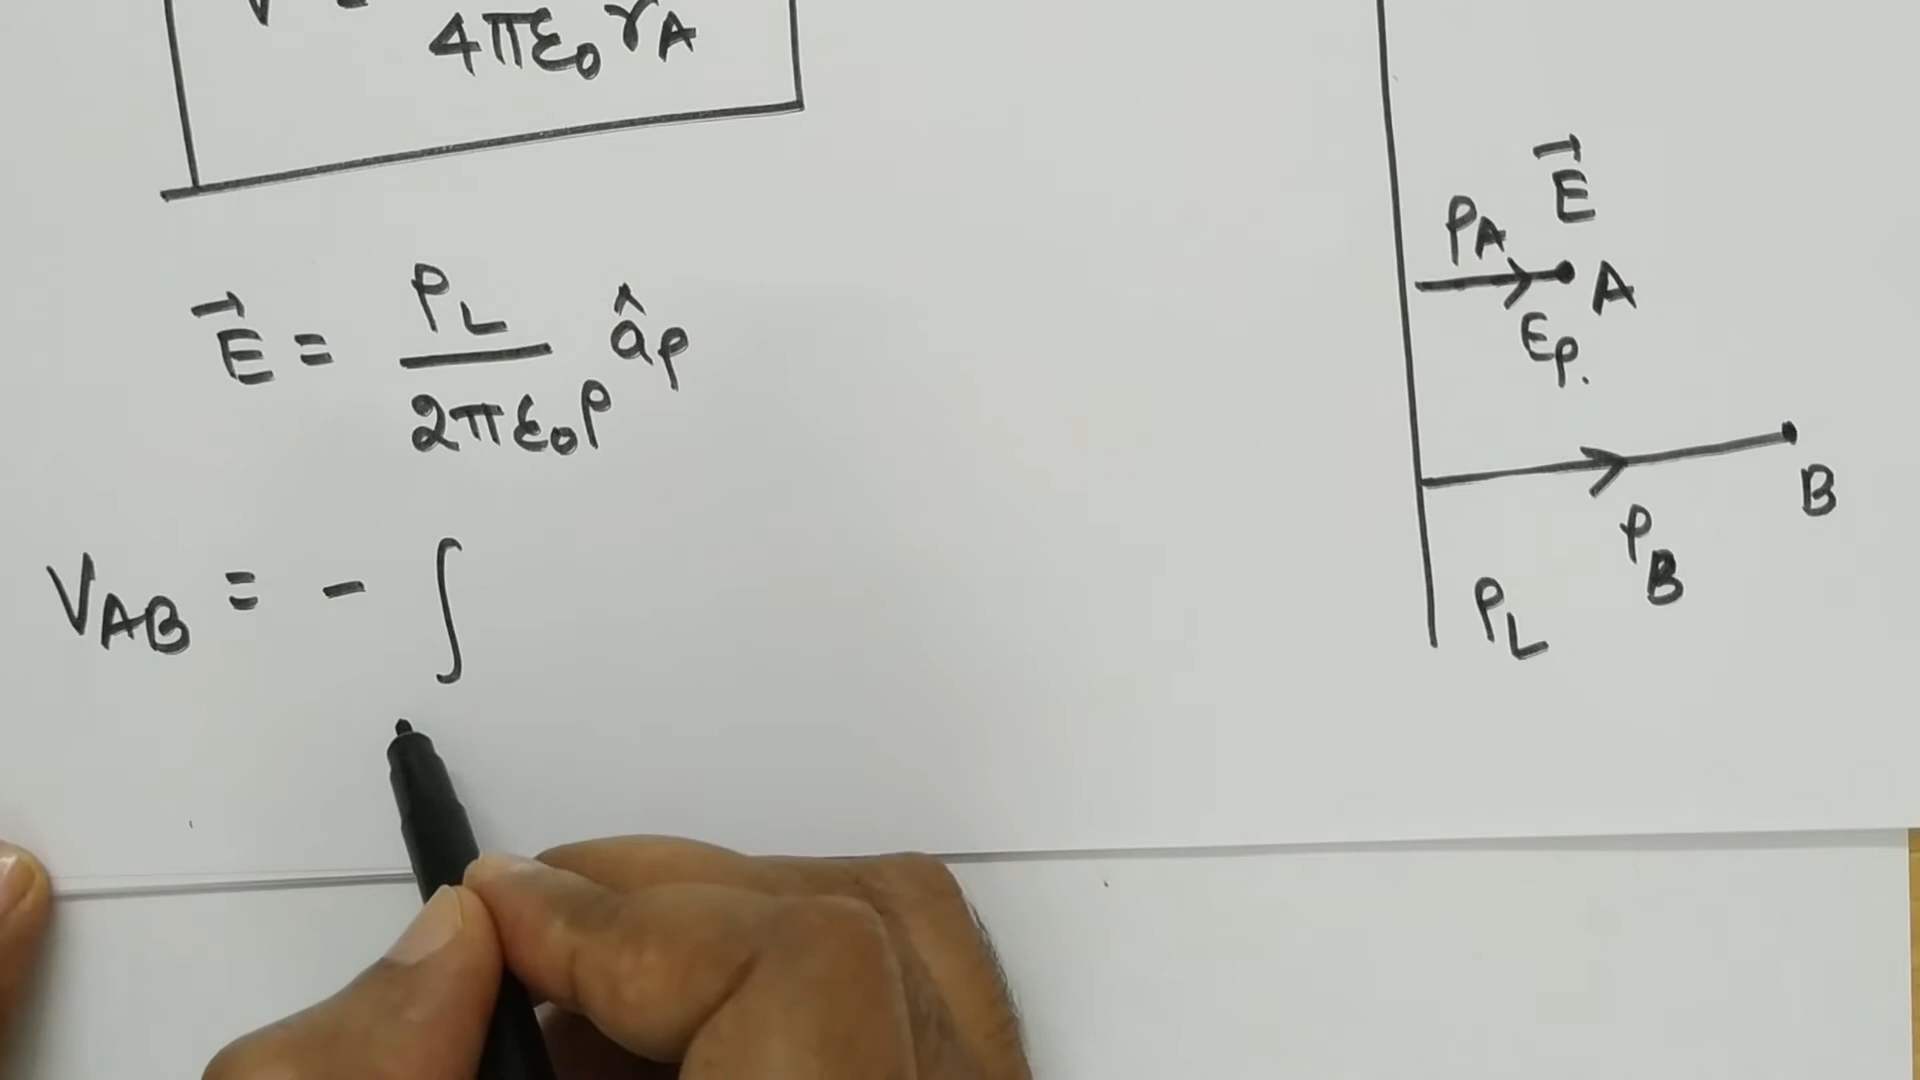 V =
4πε₀r_A
E⃗ = ρ_L / 2πε₀ρ â_ρ
V_AB = - ∫
E⃗
ρ_A
A
E_ρ.
B
ρ_B
ρ_L